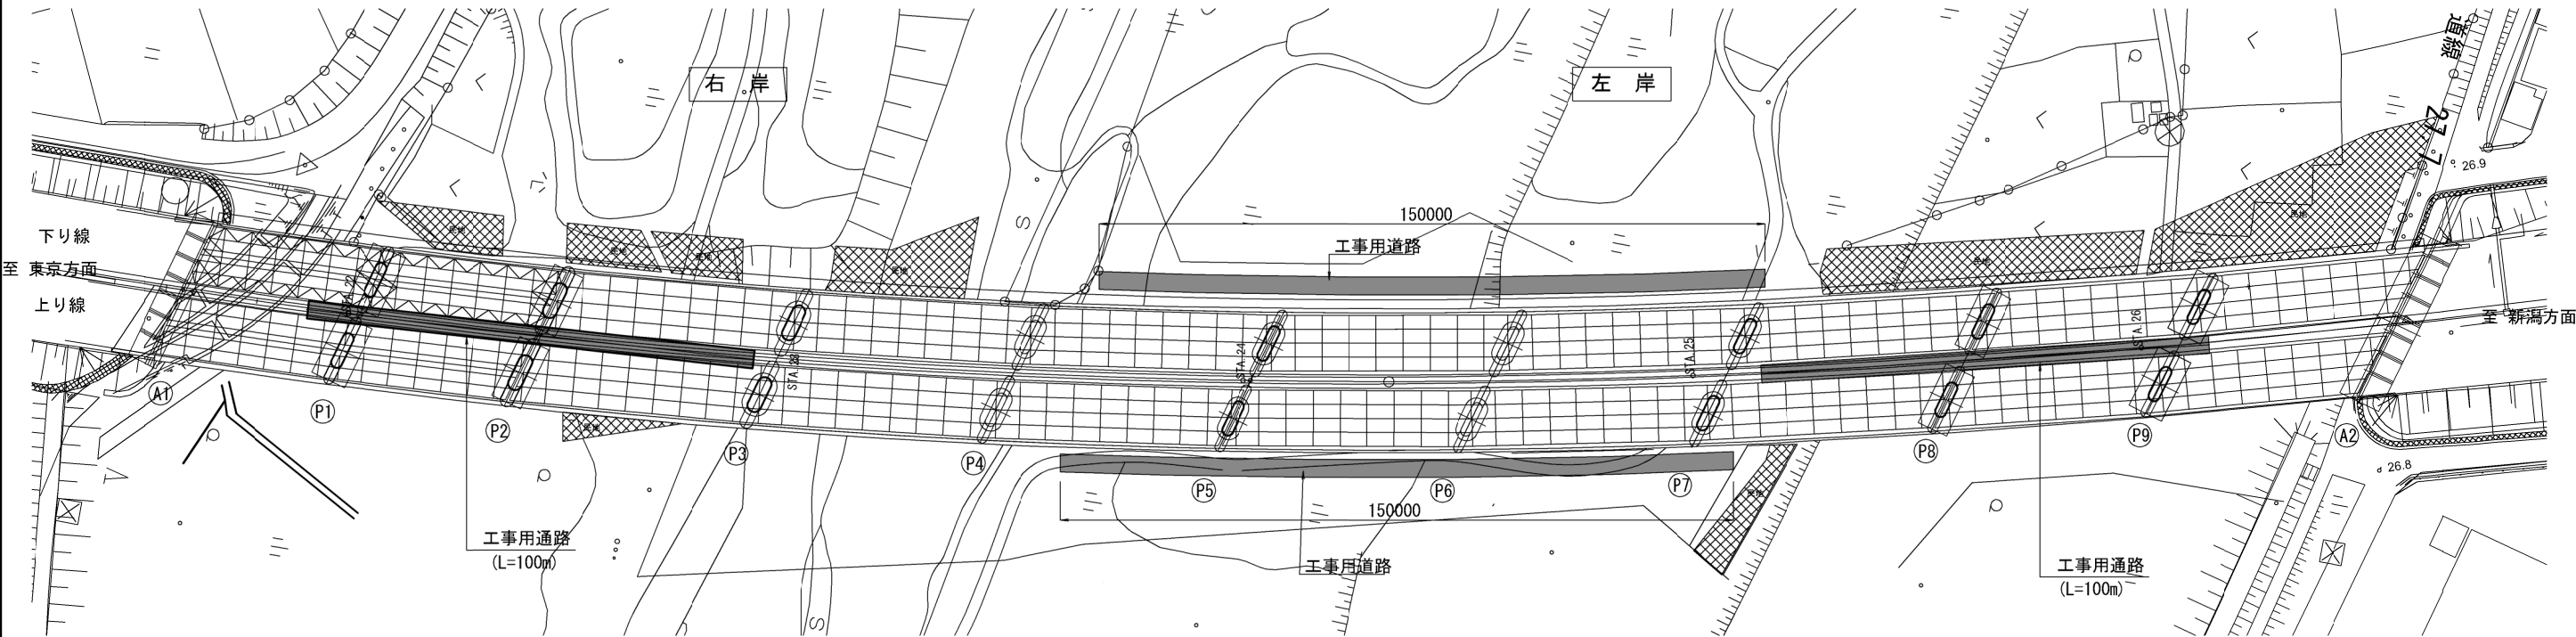 右　岸
左　岸
道線
277
26.9
下り線
至 東京方面
上り線
150000
工事用道路
至 新潟方面
STA.23
STA.24
STA.25
STA.26
A1
P1
P2
P3
P4
P5
P6
P7
P8
P9
A2
26.8
150000
工事用道路
工事用通路
(L=100m)
工事用通路
(L=100m)